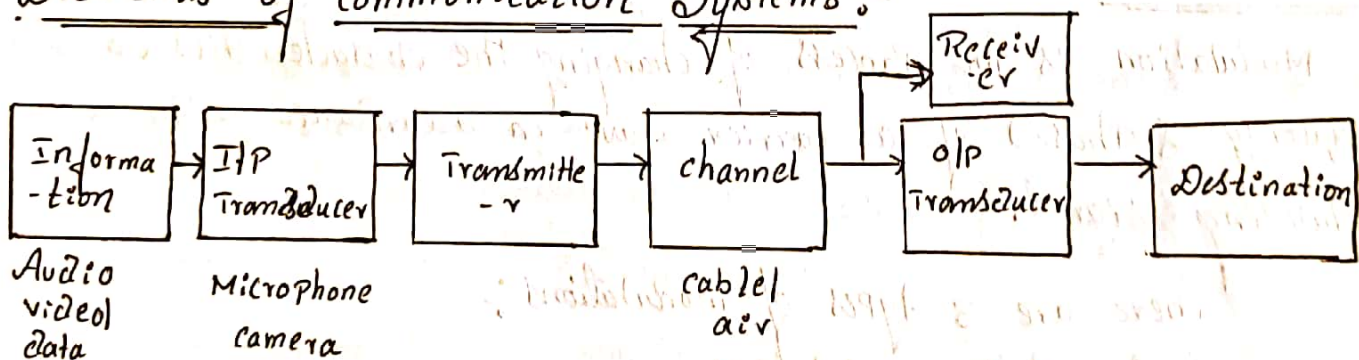 communication Systems:
Receiv
-er
Informa
-tion
I/P
Transducer
Transmitte
-r
channel
O/P
Transducer
Destination
Audio
video/
data
Microphone
camera
cable/
air